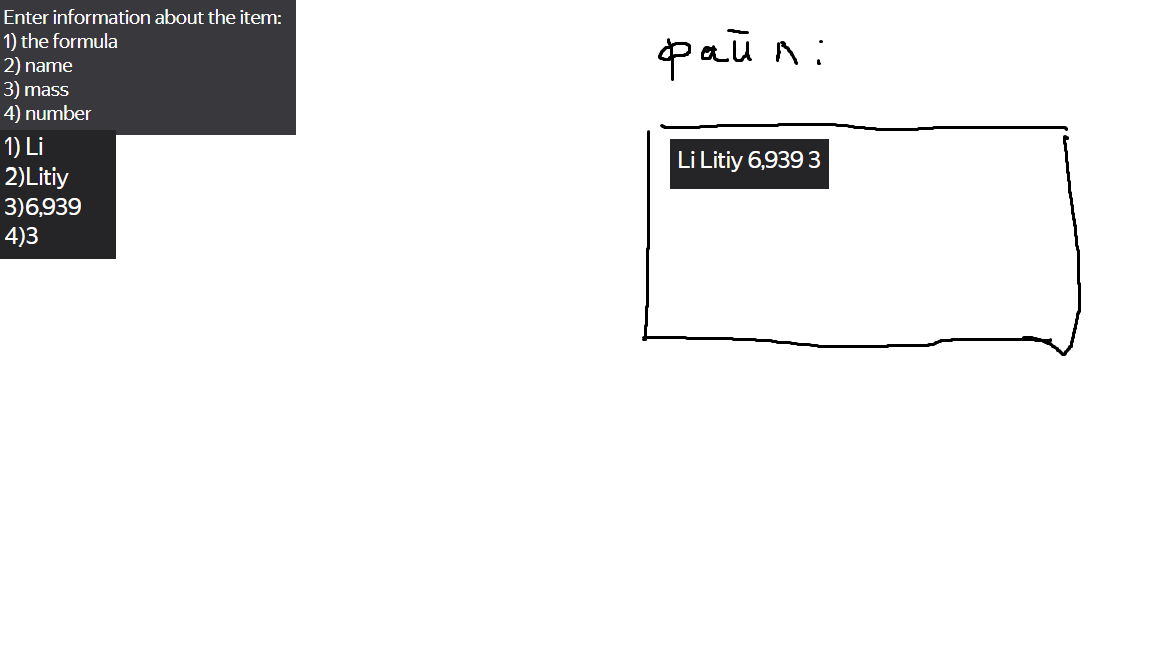 Enter information about the item:
1) the formula
2) name
3) mass
4) number
1) Li
2)Litiy
3)6,939
4)3
файл:
Li Litiy 6,939 3